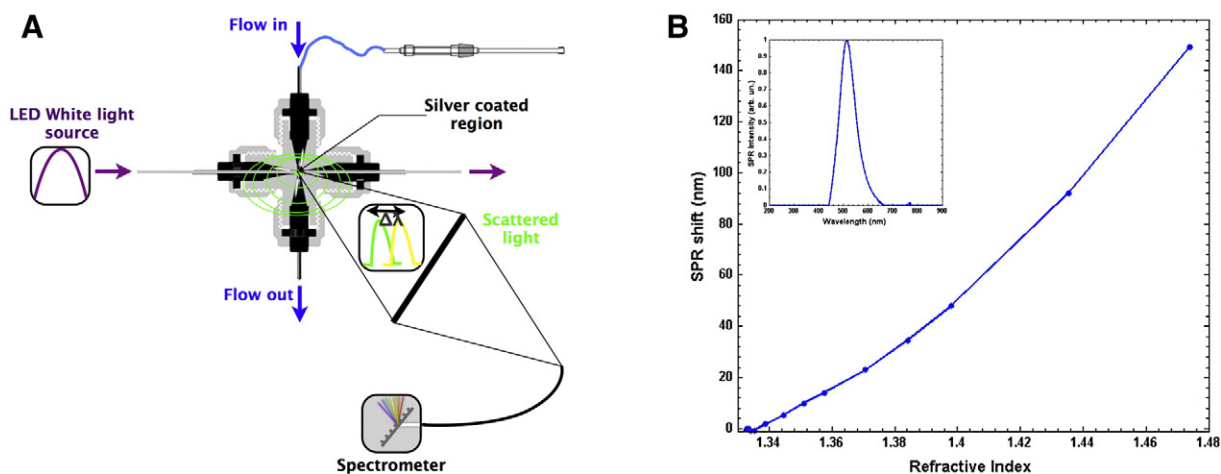 A
Flow in
LED White light
source
Silver coated
region
Δλ
Scattered
light
Flow out
Spectrometer
B
160
140
120
100
80
60
40
20
0
SPR shift (nm)
1.34
1.36
1.38
1.4
1.42
1.44
1.46
1.48
Refractive Index
1
0.9
0.8
0.7
0.6
0.5
0.4
0.3
0.2
0.1
0
SPR Intensity (arb. un.)
200
300
400
500
600
700
800
900
Wavelength (nm)